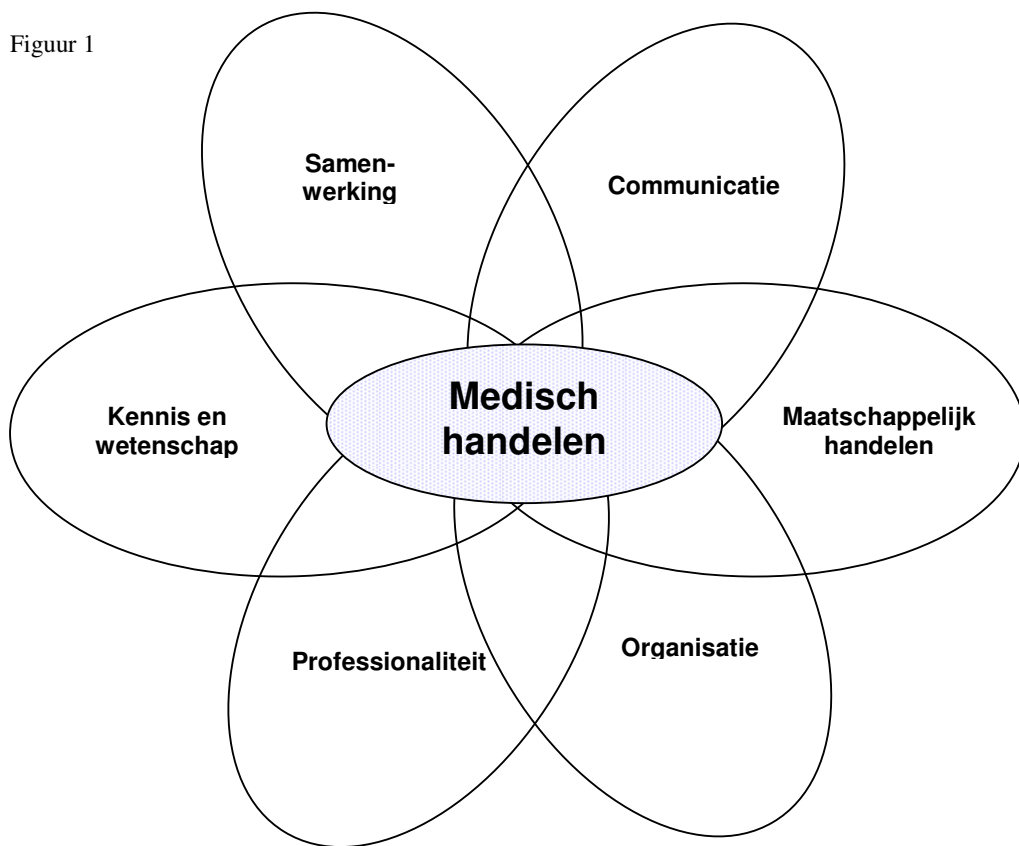 Figuur 1
Samen-
werking
Communicatie
Medisch
handelen
Kennis en
wetenschap
Maatschappelijk
handelen
Professionaliteit
Organisatie